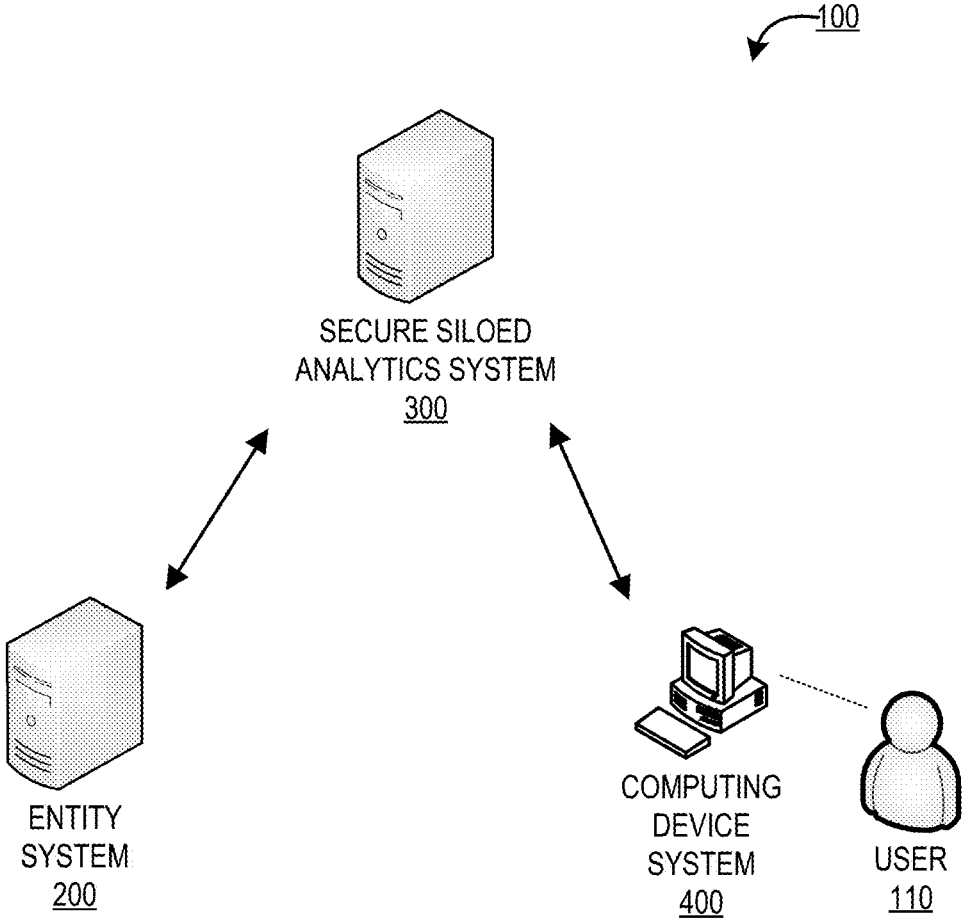 100
SECURE SILOED
ANALYTICS SYSTEM
300
ENTITY
SYSTEM
200
COMPUTING
DEVICE
SYSTEM
400
USER
110